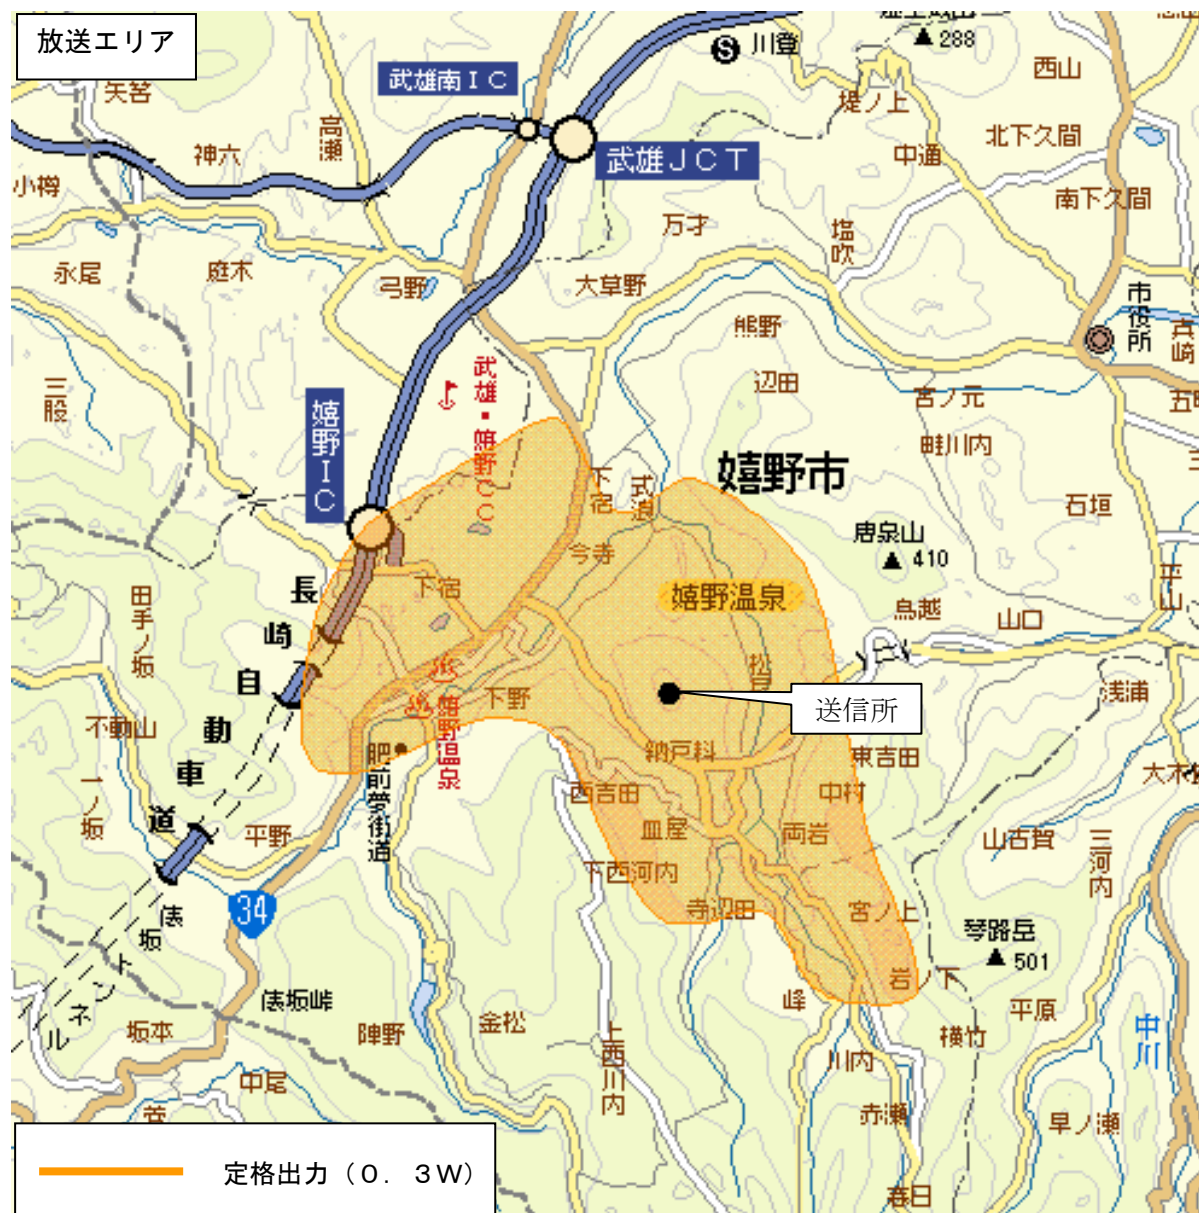 放送エリア
288
川登
西山
武雄南IC
矢筈
堤ノ上
高瀬
北下久間
神六
中通
武雄JCT
小樽
南下久間
万才
塩吹
永尾
庭木
弓野
大草野
市役所
熊野
真崎
武雄・嬉野CC
三股
辺田
宮ノ元
嬉野IC
畦川内
嬉野市
下宿
石垣
唐泉山
410
今寺
下宿
嬉野温泉
平山
田手ノ坂
長崎自動車道
鳥越
山口
浅浦
下野
送信所
不動山
嬉野温泉
肥前夢街道
納戸料
東吉田
一ノ坂
西吉田
中村
平野
皿屋
両岩
山古賀
三河内
下西河内
34
寺辺田
宮ノ上
琴路岳
501
俵坂トンネル
岩ノ下
俵坂峠
峰
平原
坂本
陣野
金松
横竹
中川
上西川内
川内
中尾
赤瀬
早ノ瀬
定格出力（0．3W）
春日